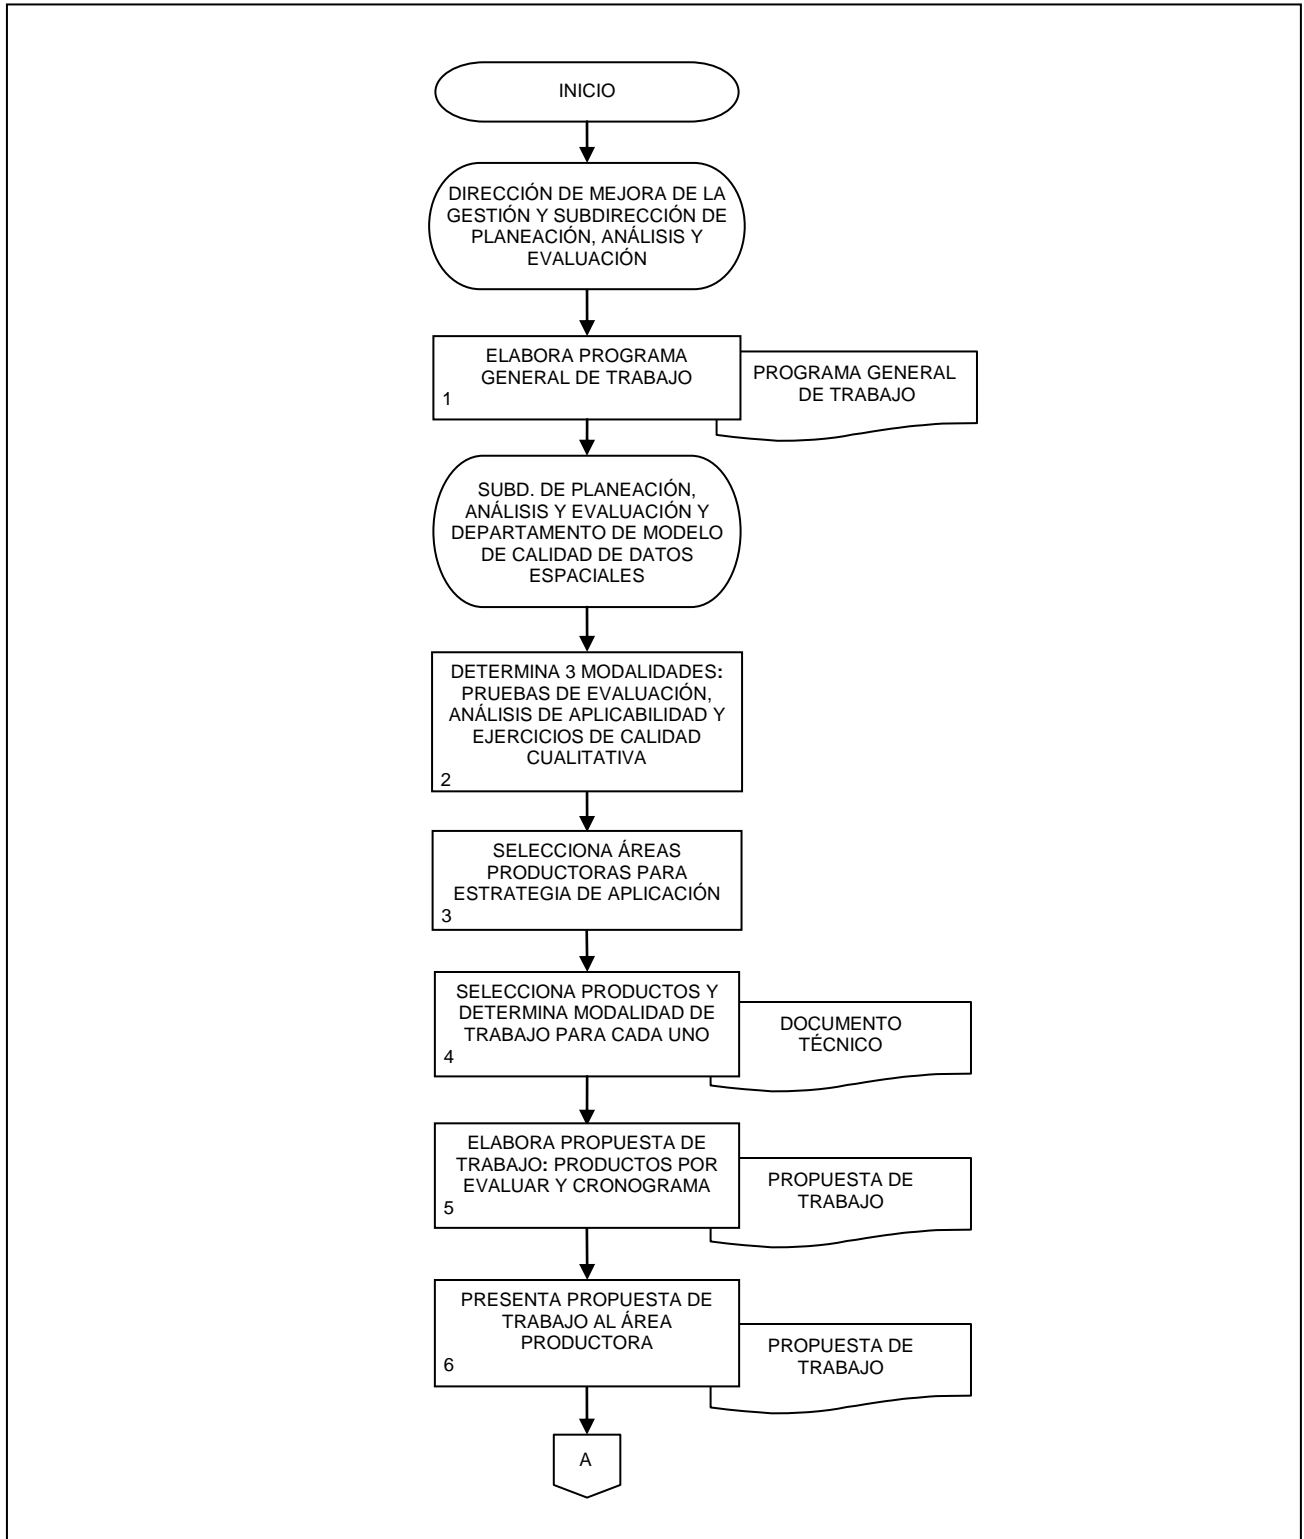 INICIO
DIRECCIÓN DE MEJORA DE LA
GESTIÓN Y SUBDIRECCIÓN DE
PLANEACIÓN, ANÁLISIS Y
EVALUACIÓN
ELABORA PROGRAMA
GENERAL DE TRABAJO
1
PROGRAMA GENERAL
DE TRABAJO
SUBD. DE PLANEACIÓN,
ANÁLISIS Y EVALUACIÓN Y
DEPARTAMENTO DE MODELO
DE CALIDAD DE DATOS
ESPACIALES
DETERMINA 3 MODALIDADES:
PRUEBAS DE EVALUACIÓN,
ANÁLISIS DE APLICABILIDAD Y
EJERCICIOS DE CALIDAD
CUALITATIVA
2
SELECCIONA ÁREAS
PRODUCTORAS PARA
ESTRATEGIA DE APLICACIÓN
3
SELECCIONA PRODUCTOS Y
DETERMINA MODALIDAD DE
TRABAJO PARA CADA UNO
4
DOCUMENTO
TÉCNICO
ELABORA PROPUESTA DE
TRABAJO: PRODUCTOS POR
EVALUAR Y CRONOGRAMA
5
PROPUESTA DE
TRABAJO
PRESENTA PROPUESTA DE
TRABAJO AL ÁREA
PRODUCTORA
6
PROPUESTA DE
TRABAJO
A